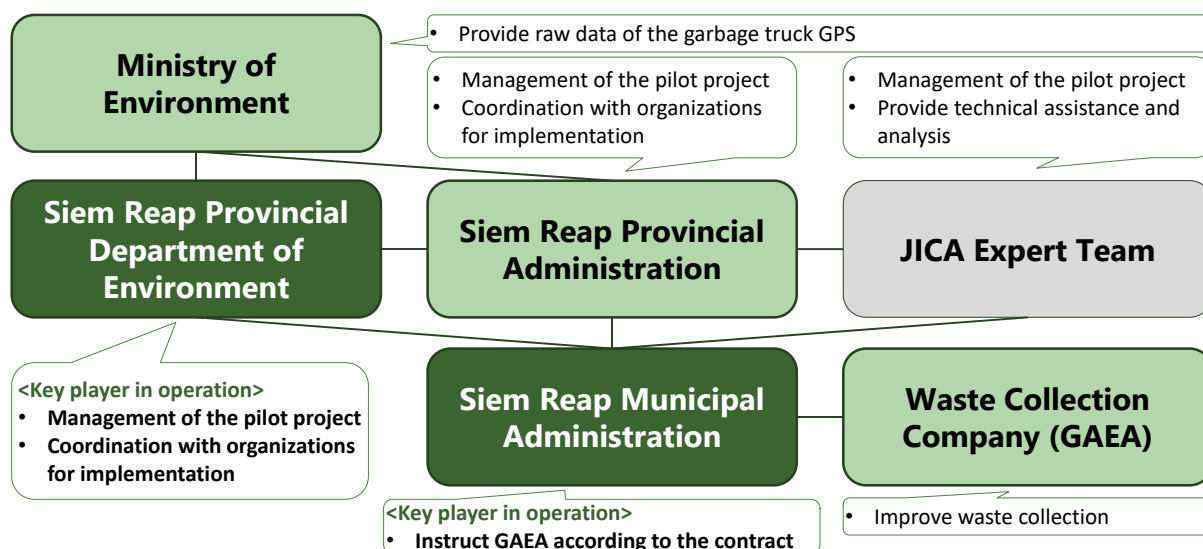 Ministry of
Environment
• Provide raw data of the garbage truck GPS
• Management of the pilot project
• Coordination with organizations
for implementation
• Management of the pilot project
• Provide technical assistance and
analysis
Siem Reap Provincial
Department of
Environment
Siem Reap Provincial
Administration
JICA Expert Team
<Key player in operation>
• Management of the pilot project
• Coordination with organizations
for implementation
Siem Reap Municipal
Administration
Waste Collection
Company (GAEA)
<Key player in operation>
• Instruct GAEA according to the contract
• Improve waste collection